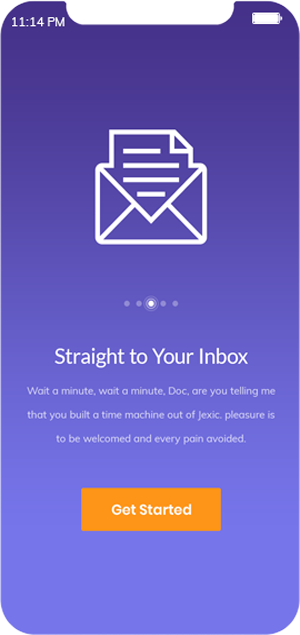 11:14 PM
Straight to Your Inbox
Wait a minute, wait a minute, Doc, are you telling me
that you built a time machine out of Jexic. pleasure is
to be welcomed and every pain avoided.
Get Started